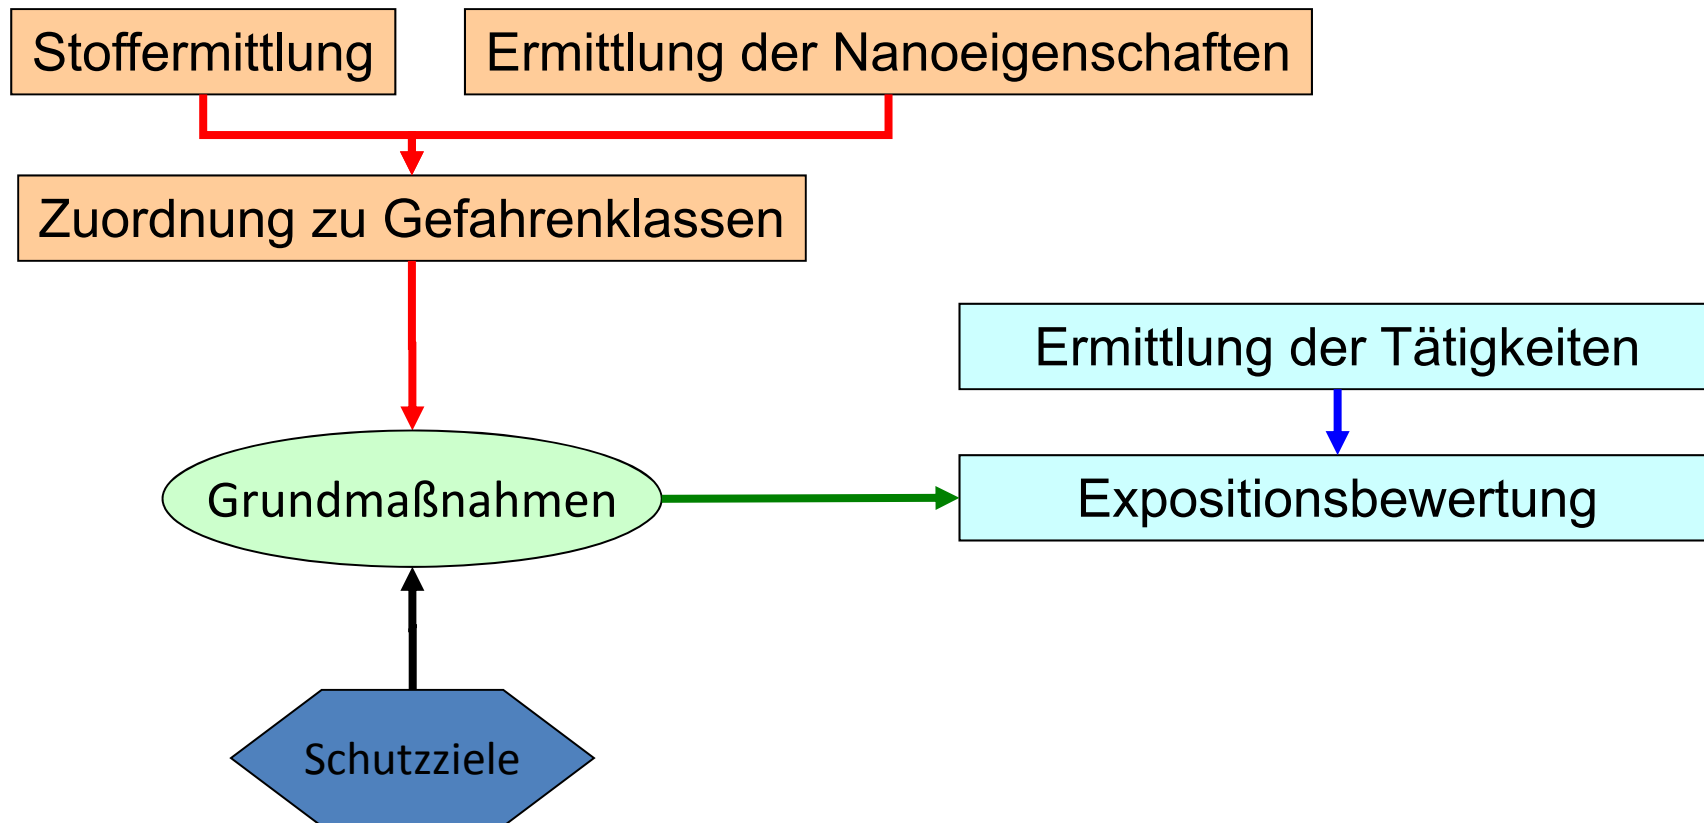 Stoffermittlung
Ermittlung der Nanoeigenschaften
Zuordnung zu Gefahrenklassen
Ermittlung der Tätigkeiten
Grundmaßnahmen
Expositionsbewertung
Schutzziele